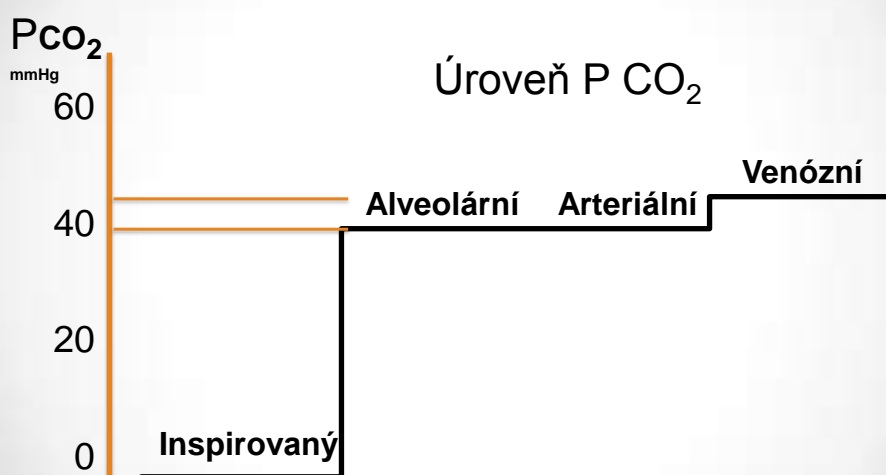 Pco₂
mmHg
Úroveň P CO₂
60
Venózní
Alveolární Arteriální
40
20
Inspirovaný
0